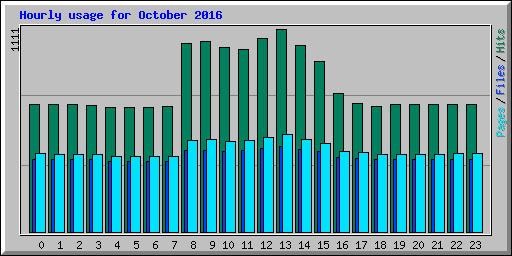 Hourly usage for October 2016
1111
Pages/Files/Hits
0 1 2 3 4 5 6 7 8 9 10 11 12 13 14 15 16 17 18 19 20 21 22 23